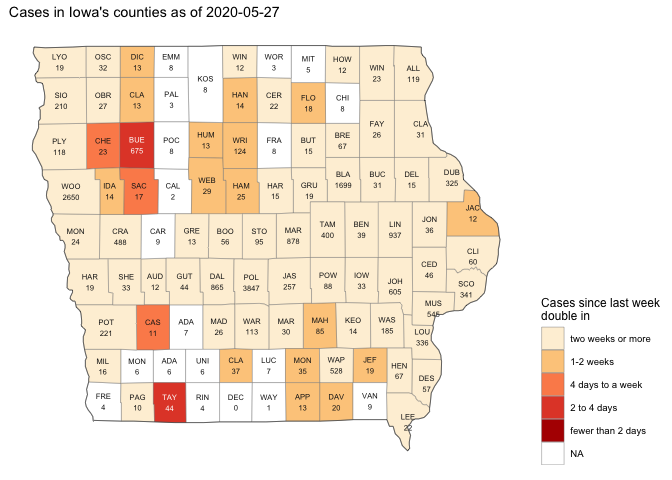 Cases in Iowa's counties as of 2020-05-27
LYO OSC DIC EMM WIN WOR MIT HOW
19 32 13 8 12 3 5 12
KOS
8
WIN ALL
23 119
SIO OBR CLA PAL HAN CER FLO CHI
210 27 13 3 14 22 18 8
FAY CLA
26 31
PLY CHE BUE POC HUM WRI FRA BUT BRE
118 23 675 8 13 124 8 15 67
BLA BUC DEL DUB
1699 31 15 325
WOO IDA SAC CAL WEB HAM HAR GRU
2650 14 17 2 29 25 15 19
JAC
12
MON CRA CAR GRE BOO STO MAR TAM BEN LIN JON
24 488 9 13 56 95 878 400 39 937 36
CLI
60
HAR SHE AUD GUT DAL POL JAS POW IOW JOH CED SCO
19 33 12 44 865 3847 257 88 33 605 46 341
MUS
545
POT CAS ADA MAD WAR MAR MAH KEO WAS LOU
221 11 7 26 113 30 85 14 185 336
MIL MON ADA UNI CLA LUC MON WAP JEF HEN DES
16 6 6 6 37 7 35 528 19 67 57
FRE PAG TAY RIN DEC WAY APP DAV VAN LEE
4 10 44 4 0 1 13 20 9 22
Cases since last week
double in
two weeks or more
1-2 weeks
4 days to a week
2 to 4 days
fewer than 2 days
NA